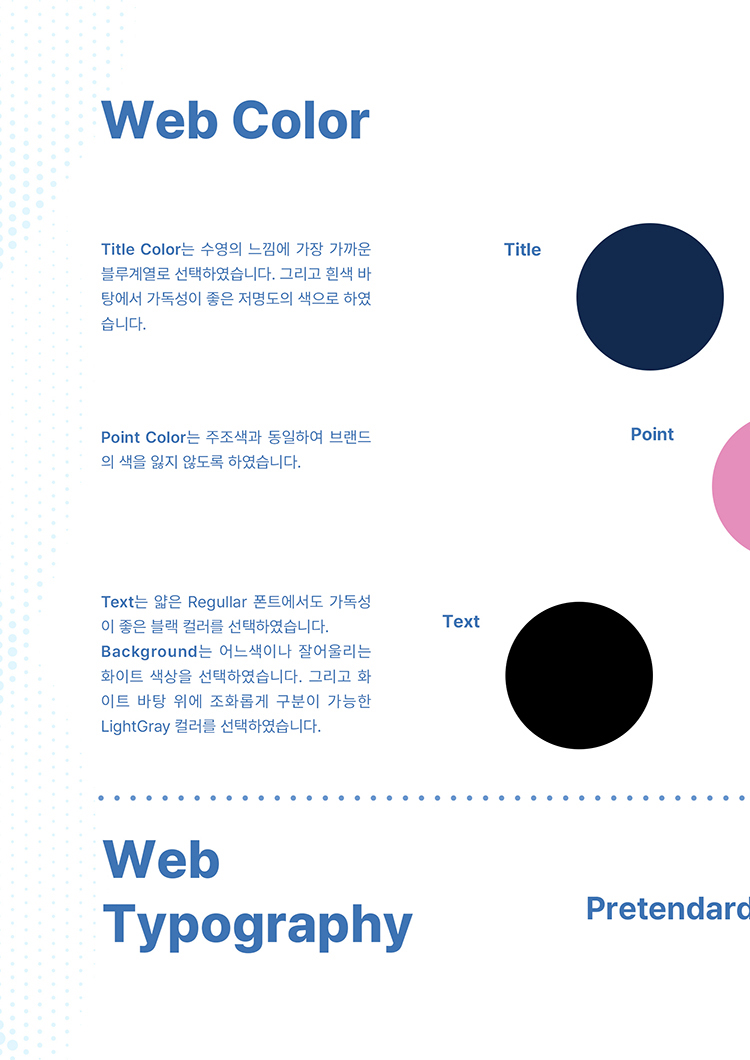 Web Color
Title Color는 수영의 느낌에 가장 가까운
블루계열로 선택하였습니다. 그리고 흰색 바
탕에서 가독성이 좋은 저명도의 색으로 하였
습니다.
Title
Point Color는 주조색과 동일하여 브랜드
의 색을 잃지 않도록 하였습니다.
Point
Text는 얇은 Regullar 폰트에서도 가독성
이 좋은 블랙 컬러를 선택하였습니다.
Background는 어느색이나 잘어울리는
화이트 색상을 선택하였습니다. 그리고 화
이트 바탕 위에 조화롭게 구분이 가능한
LightGray 컬러를 선택하였습니다.
Text
Web
Typography
Pretendard